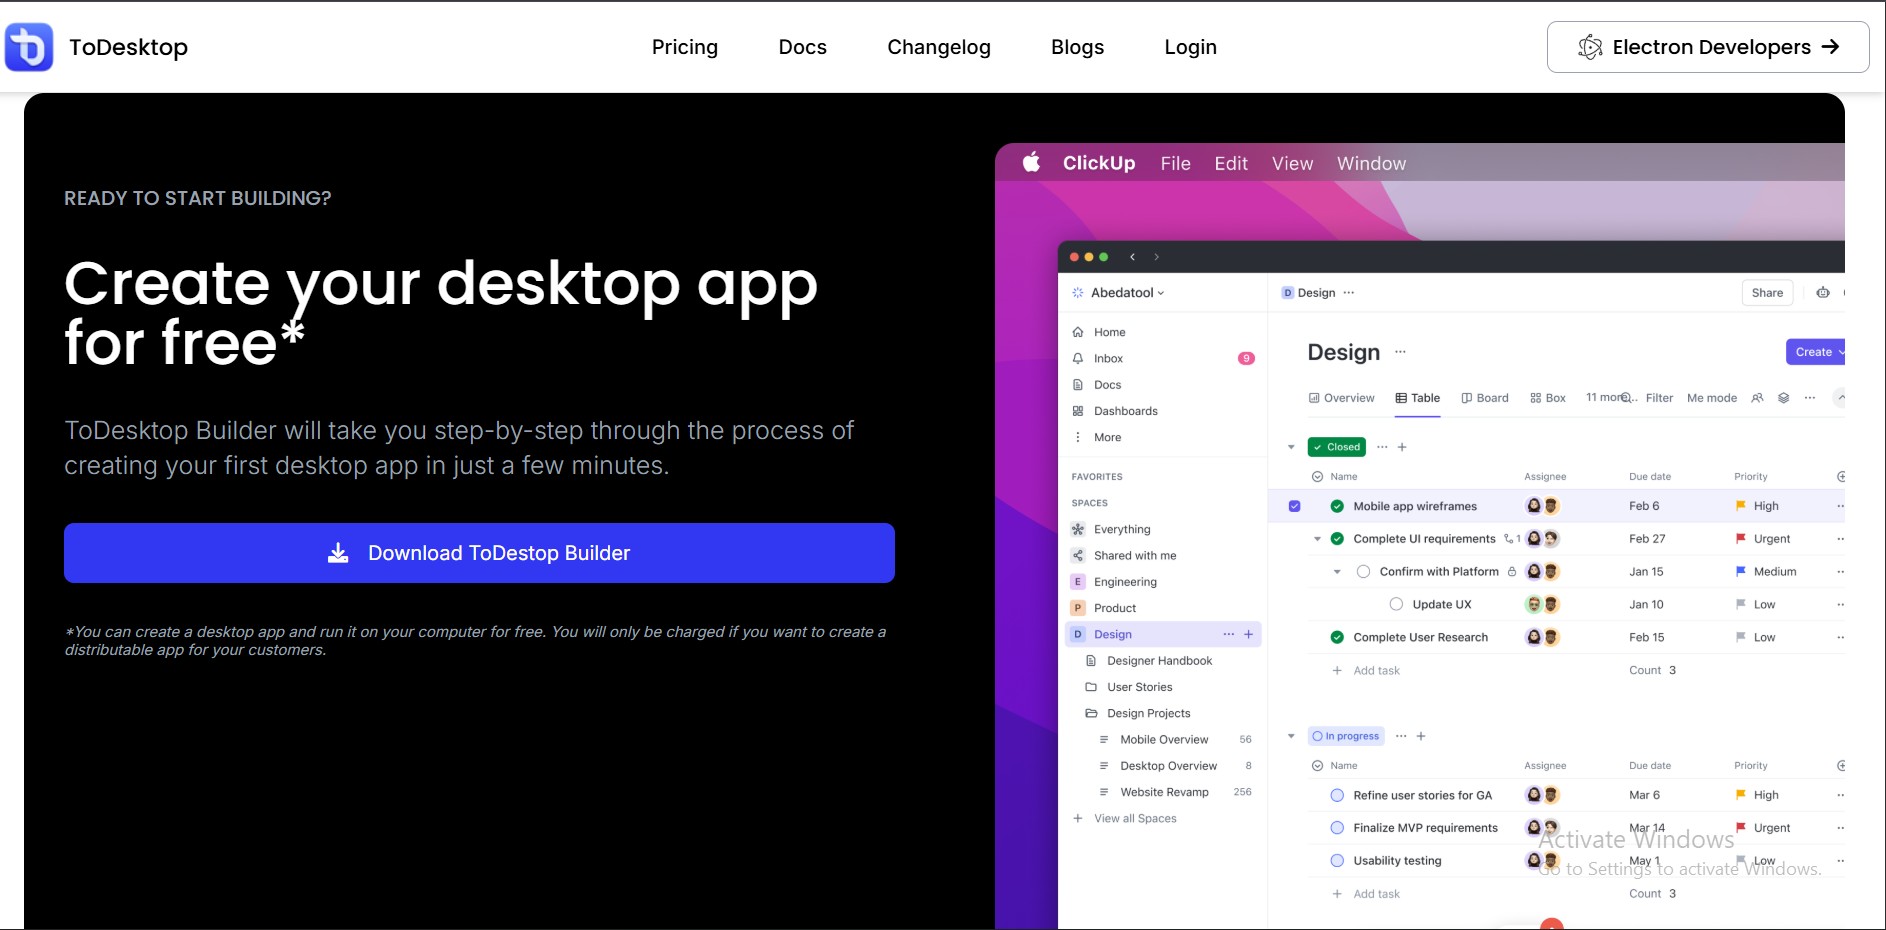 ToDesktop
Pricing
Docs
Changelog
Blogs
Login
Electron Developers
READY TO START BUILDING?
Create your desktop app
for free*
ToDesktop Builder will take you step-by-step through the process of
creating your first desktop app in just a few minutes.
Download ToDestop Builder
*You can create a desktop app and run it on your computer for free. You will only be charged if you want to create a
distributable app for your customers.
ClickUp File Edit View Window
Abedatool
Home
Inbox 9
Docs
Dashboards
More
FAVORITES
SPACES
Everything
Shared with me
E Engineering
P Product
D Design
Designer Handbook
User Stories
Design Projects
Mobile Overview 56
Desktop Overview 8
Website Revamp 256
View all Spaces
D Design
Share
Design
Create
Overview Table Board Box 11 more... Filter Me mode
Closed
Name Assignee Due date Priority
Mobile app wireframes Feb 6 High
Complete UI requirements 1 Feb 27 Urgent
Confirm with Platform Jan 15 Medium
Update UX Jan 10 Low
Complete User Research Feb 15 Low
Add task Count 3
In progress
Name Assignee Due date Priority
Refine user stories for GA Mar 6 High
Finalize MVP requirements Mar 14 Urgent
Usability testing May 1 Low
Add task Count 3
Activate Windows
Go to Settings to activate Windows.